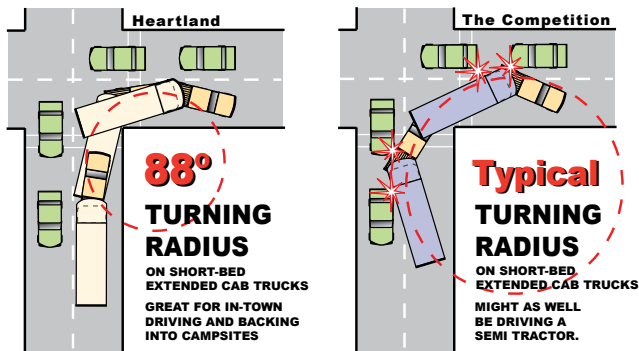 Heartland
88º
TURNING
RADIUS
ON SHORT-BED
EXTENDED CAB TRUCKS
GREAT FOR IN-TOWN
DRIVING AND BACKING
INTO CAMPSITES
The Competition
Typical
TURNING
RADIUS
ON SHORT-BED
EXTENDED CAB TRUCKS
MIGHT AS WELL
BE DRIVING A
SEMI TRACTOR.